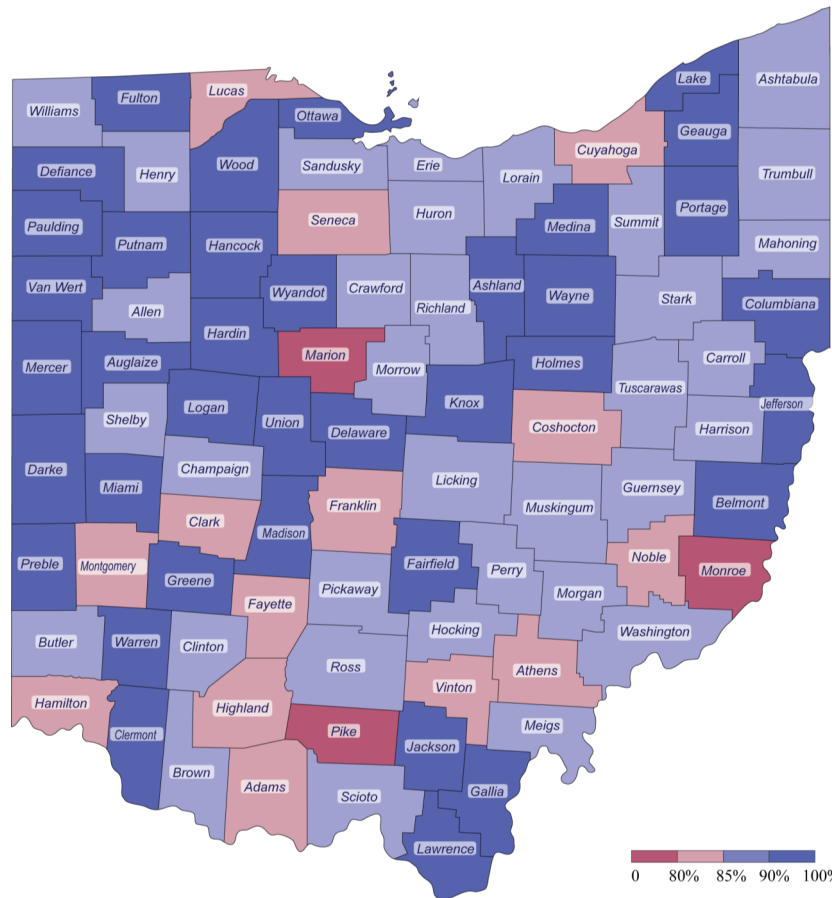 Ashtabula
Lake
Lucas
Fulton
Williams
Ottawa
Geauga
Cuyahoga
Wood
Sandusky
Erie
Defiance
Henry
Lorain
Trumbull
Portage
Seneca
Huron
Summit
Medina
Paulding
Putnam
Hancock
Mahoning
Van Wert
Wyandot
Crawford
Ashland
Wayne
Stark
Columbiana
Richland
Allen
Hardin
Marion
Carroll
Auglaize
Holmes
Mercer
Morrow
Tuscarawas
Knox
Jefferson
Logan
Shelby
Union
Delaware
Coshocton
Harrison
Darke
Champaign
Licking
Miami
Guernsey
Belmont
Franklin
Muskingum
Clark
Madison
Noble
Preble
Montgomery
Fairfield
Perry
Monroe
Greene
Pickaway
Morgan
Fayette
Hocking
Washington
Butler
Warren
Clinton
Ross
Athens
Vinton
Hamilton
Highland
Meigs
Pike
Clermont
Jackson
Brown
Adams
Scioto
Gallia
Lawrence
0 80% 85% 90% 100%